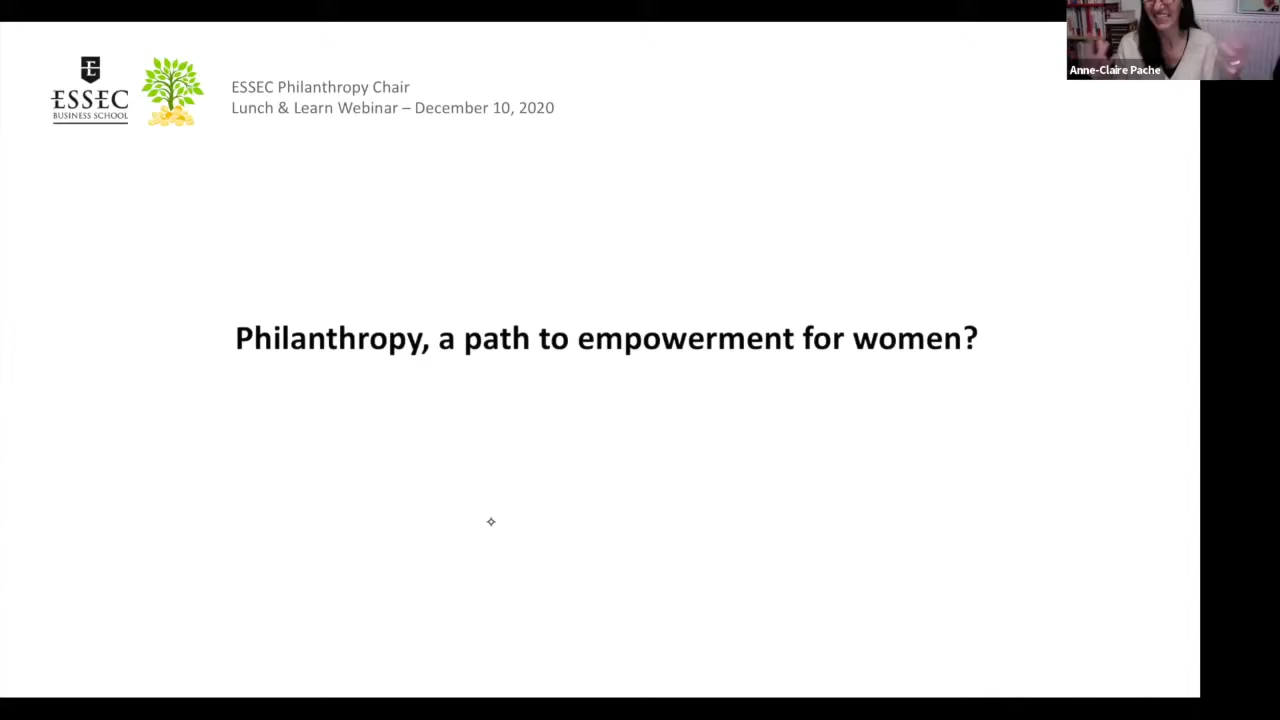 Anne-Claire Pache
E
ESSEC
BUSINESS SCHOOL
ESSEC Philanthropy Chair
Lunch & Learn Webinar – December 10, 2020
Philanthropy, a path to empowerment for women?